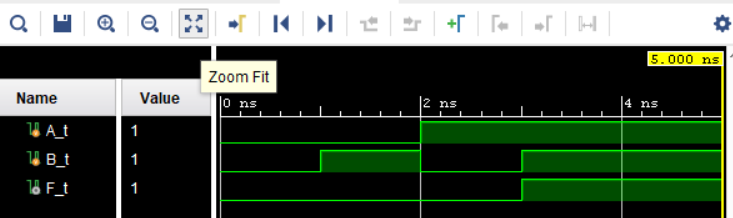 5.000 ns
Zoom Fit
Name Value
0 ns 2 ns 4 ns
A_t 1
B_t 1
F_t 1